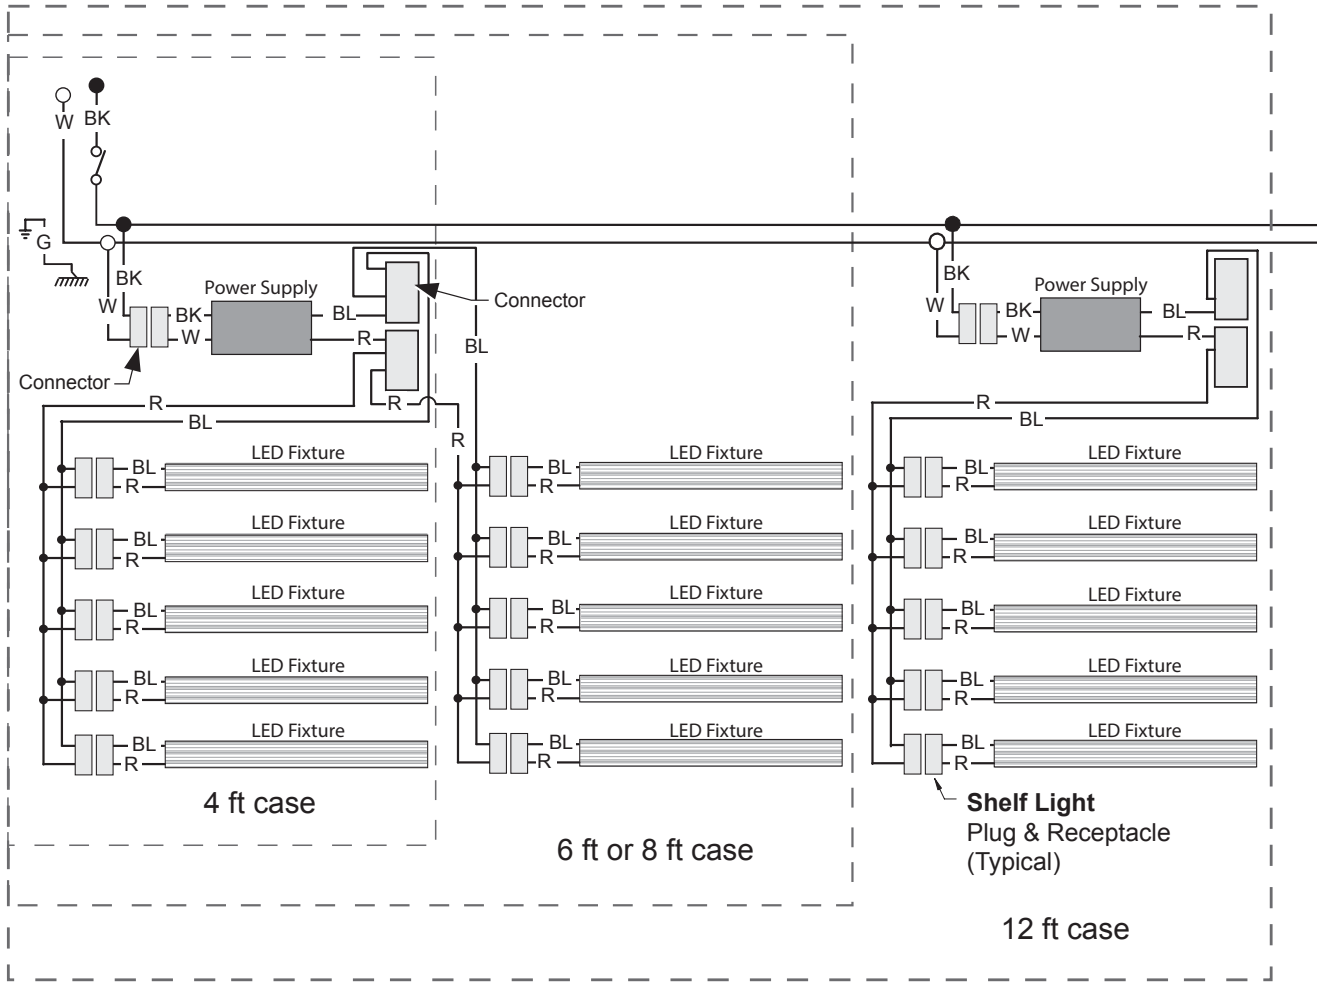 W
BK
G
BK
W
Power Supply
BK
BL
W
R
Connector
Connector
BL
BK
W
Power Supply
BK
BL
W
R
R
BL
R
R
R
BL
LED Fixture
BL
R
LED Fixture
BL
R
LED Fixture
BL
R
LED Fixture
BL
R
LED Fixture
BL
R
4 ft case
LED Fixture
BL
R
LED Fixture
BL
R
LED Fixture
BL
R
LED Fixture
BL
R
LED Fixture
BL
R
6 ft or 8 ft case
LED Fixture
BL
R
LED Fixture
BL
R
LED Fixture
BL
R
LED Fixture
BL
R
LED Fixture
BL
R
Shelf Light
Plug & Receptacle
(Typical)
12 ft case